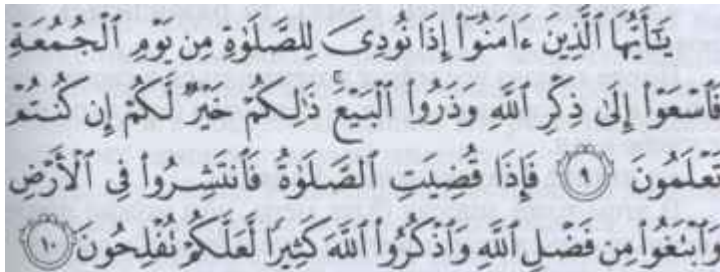 يَٰٓأَيُّهَا ٱلَّذِينَ ءَامَنُوٓا۟ إِذَا نُودِىَ لِلصَّلَوٰةِ مِن يَوْمِ ٱلْجُمُعَةِ
فَٱسْعَوْا۟ إِلَىٰ ذِكْرِ ٱللَّهِ وَذَرُوا۟ ٱلْبَيْعَ ۚ ذَٰلِكُمْ خَيْرٌ لَّكُمْ إِن كُنتُمْ
تَعْلَمُونَ ٩ فَإِذَا قُضِيَتِ ٱلصَّلَوٰةُ فَٱنتَشِرُوا۟ فِى ٱلْأَرْضِ
وَٱبْتَغُوا۟ مِن فَضْلِ ٱللَّهِ وَٱذْكُرُوا۟ ٱللَّهَ كَثِيرًا لَّعَلَّكُمْ تُفْلِحُونَ ١٠